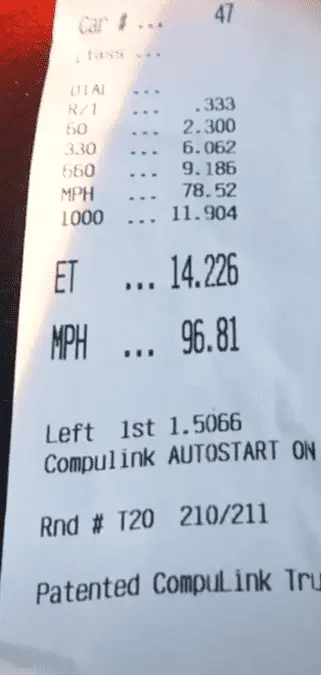 Car # ... 47
Class ...
DIAL ...
R/T ... .333
60 ... 2.300
330 ... 6.062
660 ... 9.186
MPH ... 78.52
1000 ... 11.904
ET ... 14.226
MPH ... 96.81
Left 1st 1.5066
Compulink AUTOSTART ON
Rnd # T20 210/211
Patented CompuLink Tru